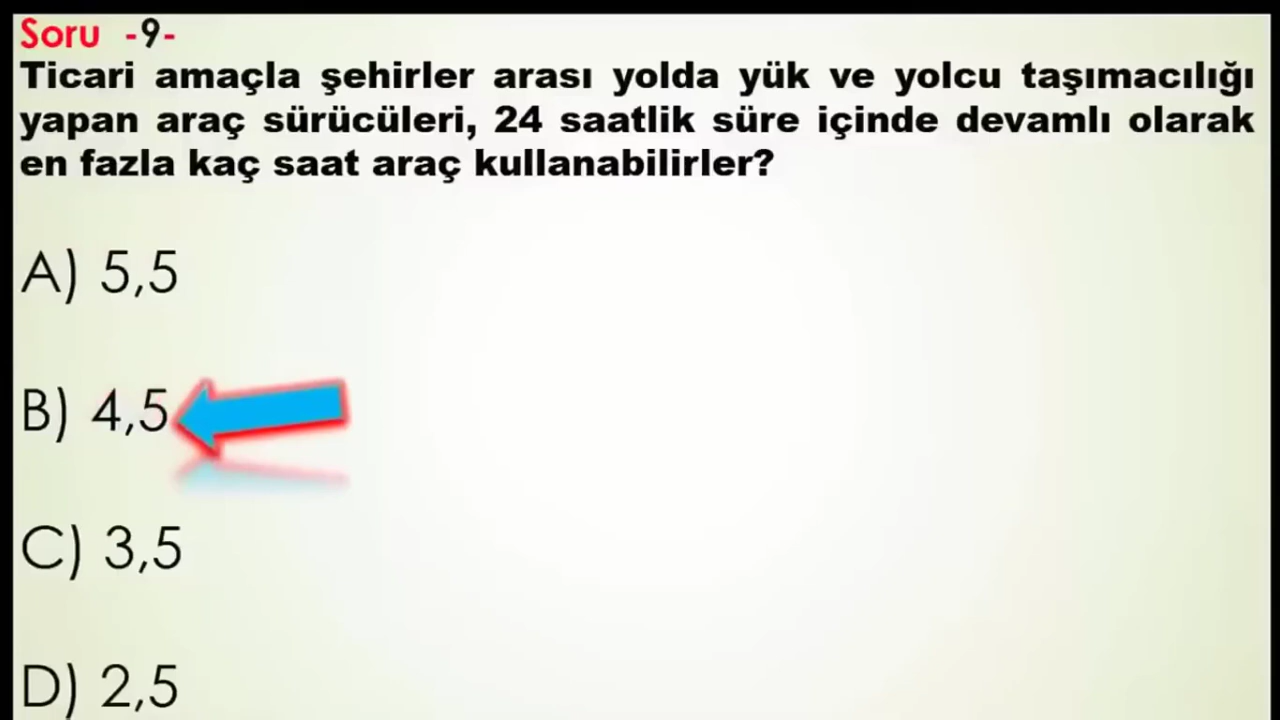 Soru -9-
Ticari amaçla şehirler arası yolda yük ve yolcu taşımacılığı
yapan araç sürücüleri, 24 saatlik süre içinde devamlı olarak
en fazla kaç saat araç kullanabilirler?
A) 5,5
B) 4,5
C) 3,5
D) 2,5